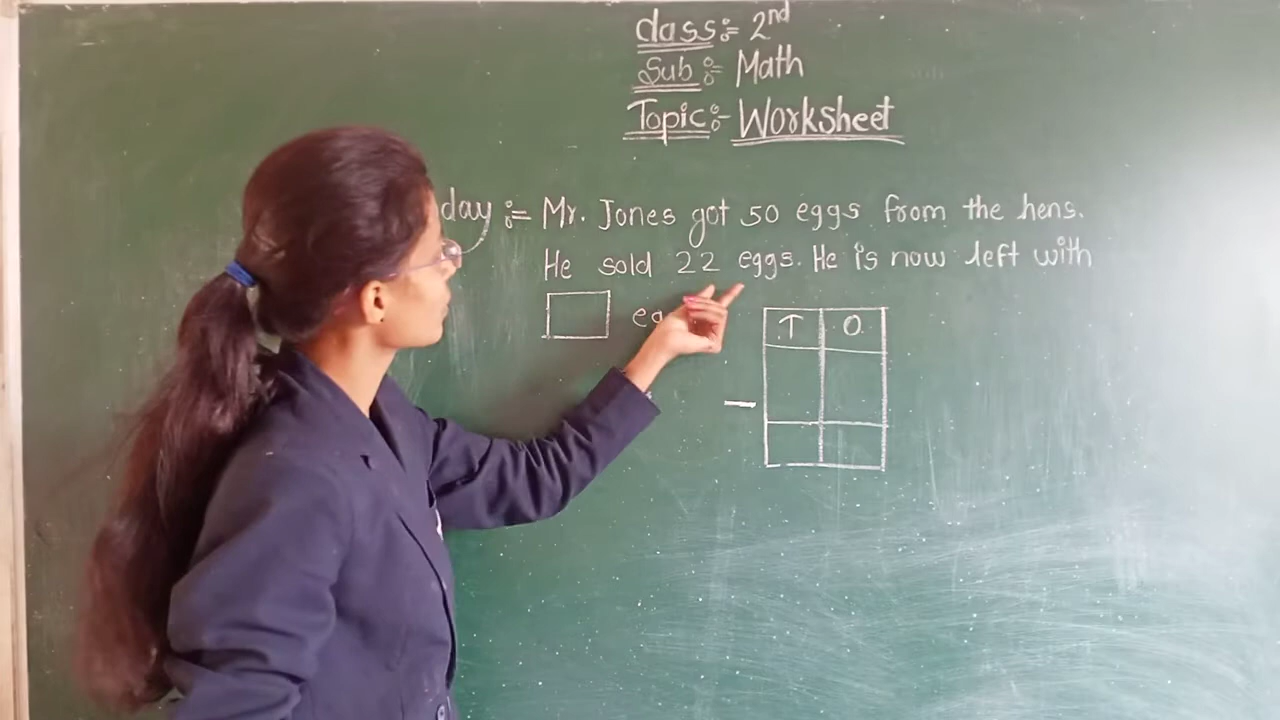 Class:- 2nd
Sub:- Math
Topic:- Worksheet
day:- Mr. Jones got 50 eggs from the hens.
He sold 22 eggs. He is now left with
T O
-